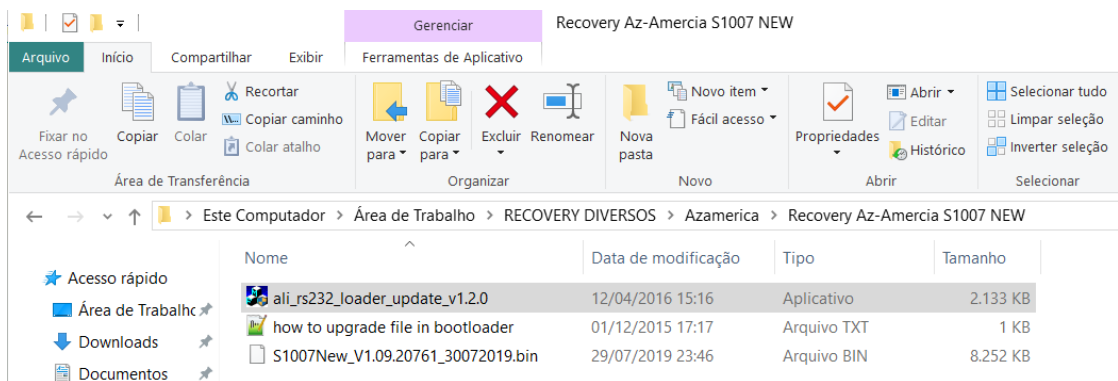 Gerenciar
Recovery Az-Amercia S1007 NEW
Arquivo Início Compartilhar Exibir Ferramentas de Aplicativo
Fixar no
Acesso rápido
Copiar
Colar
Recortar
Copiar caminho
Colar atalho
Área de Transferência
Mover
para
Copiar
para
Excluir
Renomear
Organizar
Nova
pasta
Novo item
Fácil acesso
Novo
Propriedades
Abrir
Editar
Histórico
Abrir
Selecionar tudo
Limpar seleção
Inverter seleção
Selecionar
Este Computador > Área de Trabalho > RECOVERY DIVERSOS > Azamerica > Recovery Az-Amercia S1007 NEW
Acesso rápido
Área de Trabalho
Downloads
Documentos
Nome Data de modificação Tipo Tamanho
ali_rs232_loader_update_v1.2.0 12/04/2016 15:16 Aplicativo 2.133 KB
how to upgrade file in bootloader 01/12/2015 17:17 Arquivo TXT 1 KB
S1007New_V1.09.20761_30072019.bin 29/07/2019 23:46 Arquivo BIN 8.252 KB